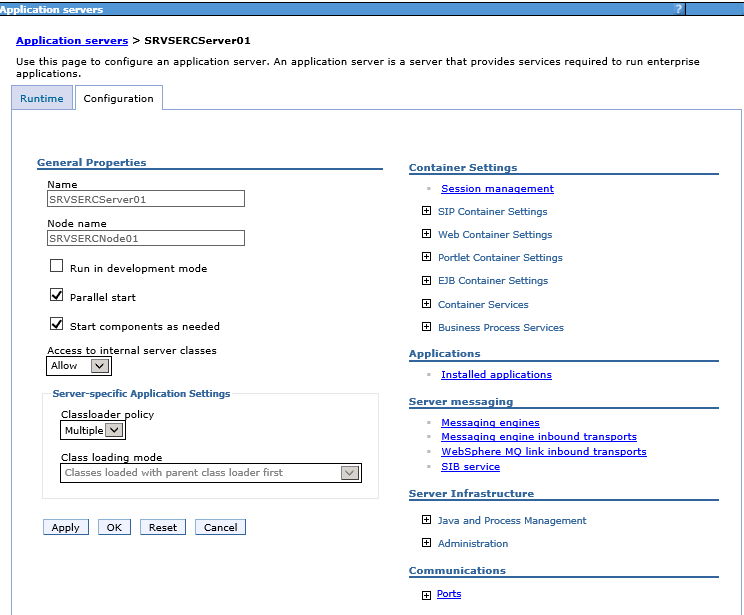 Application servers
?
Application servers > SRVSERCServer01
Use this page to configure an application server. An application server is a server that provides services required to run enterprise
applications.
Runtime
Configuration
General Properties
Name
SRVSERCServer01
Node name
SRVSERCNode01
Run in development mode
Parallel start
Start components as needed
Access to internal server classes
Allow
Server-specific Application Settings
Classloader policy
Multiple
Class loading mode
Classes loaded with parent class loader first
Apply
OK
Reset
Cancel
Container Settings
Session management
SIP Container Settings
Web Container Settings
Portlet Container Settings
EJB Container Settings
Container Services
Business Process Services
Applications
Installed applications
Server messaging
Messaging engines
Messaging engine inbound transports
WebSphere MQ link inbound transports
SIB service
Server Infrastructure
Java and Process Management
Administration
Communications
Ports